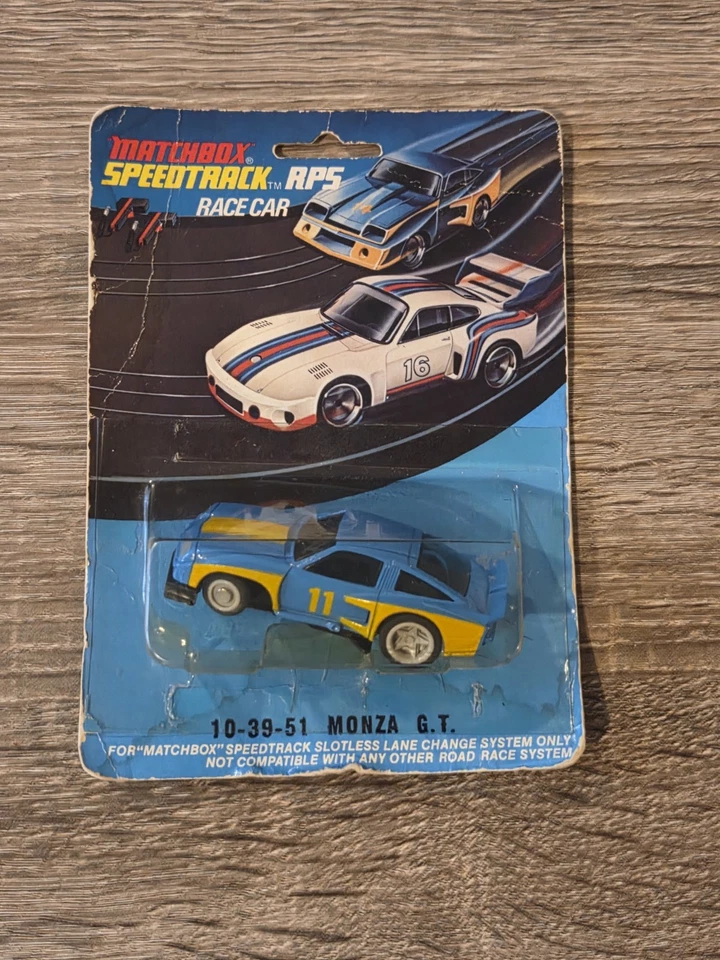 MATCHBOX®
SPEEDTRACK™ RPS
RACE CAR
14
16
11
10-39-51 MONZA G.T.
FOR "MATCHBOX" SPEEDTRACK SLOTLESS LANE CHANGE SYSTEM ONLY
NOT COMPATIBLE WITH ANY OTHER ROAD RACE SYSTEM